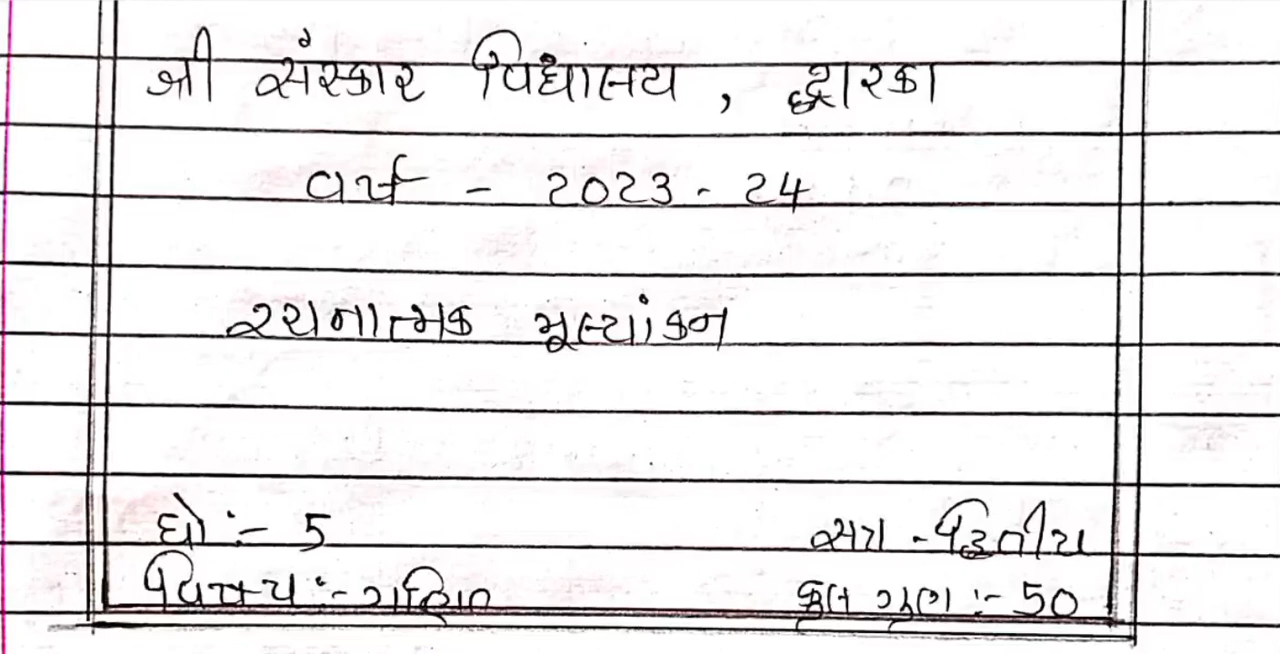 શ્રી સંસ્કાર વિદ્યાલય , દ્વારકા
વર્ષ - 2023 - 24
રચનાત્મક મૂલ્યાંકન
ધો :- 5 સત્ર - દ્વિતીય
વિષય :- ગણિત કુલ ગુણ :- 50